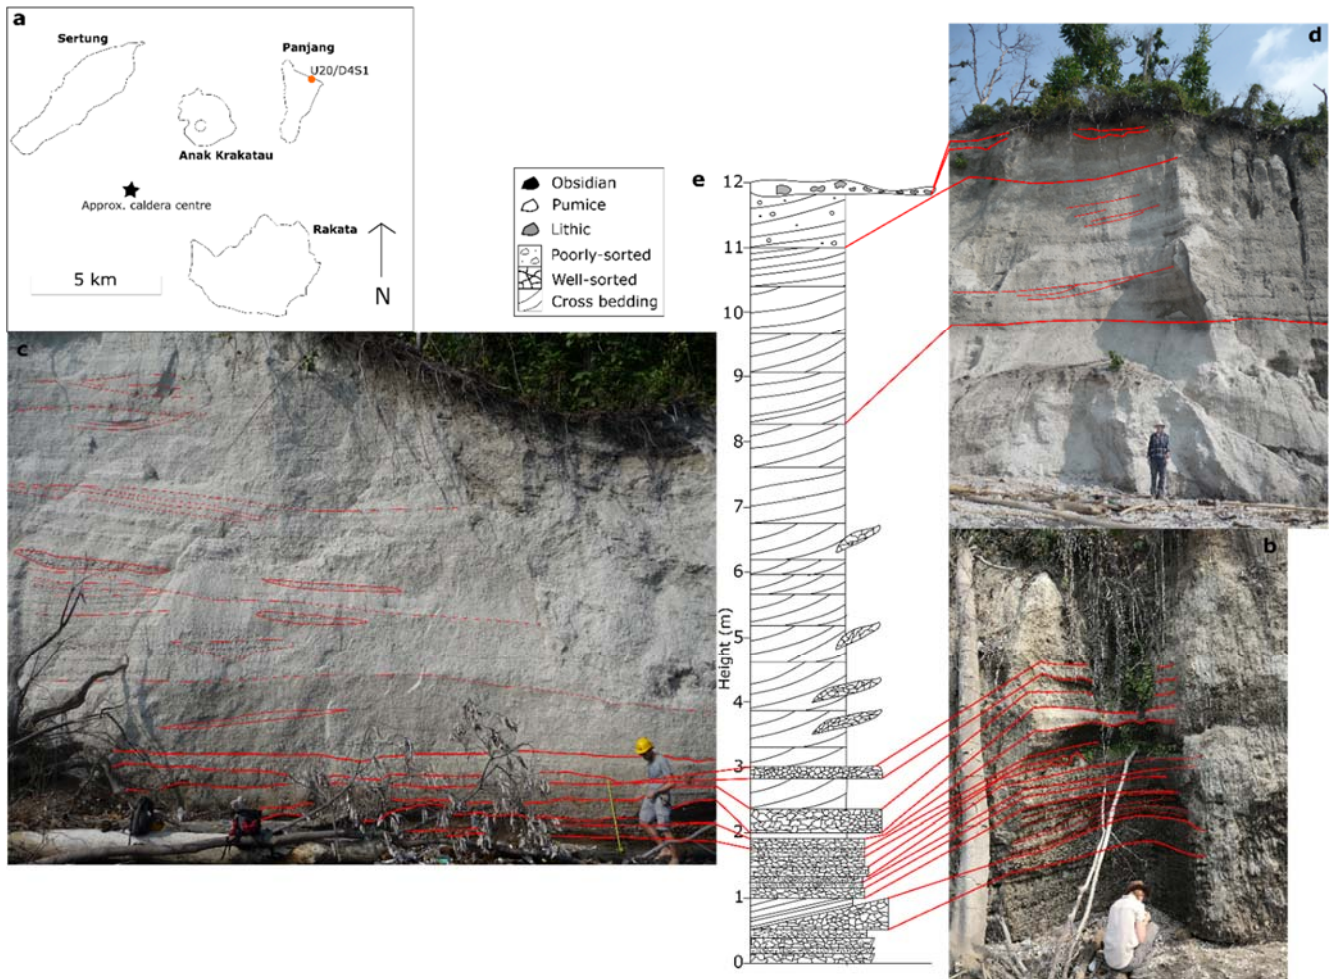 a
Sertung
Panjang
U20/D4S1
Anak Krakatau
Approx. caldera centre
Rakata
5 km
N
Obsidian
Pumice
Lithic
Poorly-sorted
Well-sorted
Cross bedding
c
d
b
e
Height (m)
12
11
10
9
8
7
6
5
4
3
2
1
0